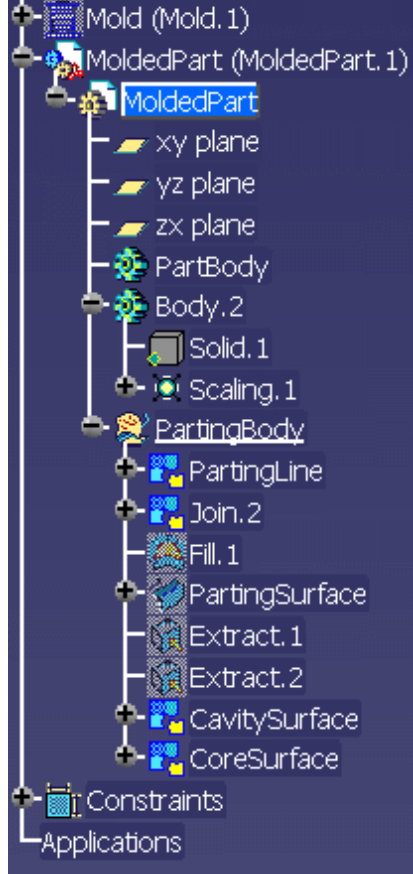 Mold (Mold.1)
MoldedPart (MoldedPart.1)
MoldedPart
xy plane
yz plane
zx plane
PartBody
Body.2
Solid.1
Scaling.1
PartingBody
PartingLine
Join.2
Fill.1
PartingSurface
Extract.1
Extract.2
CavitySurface
CoreSurface
Constraints
Applications